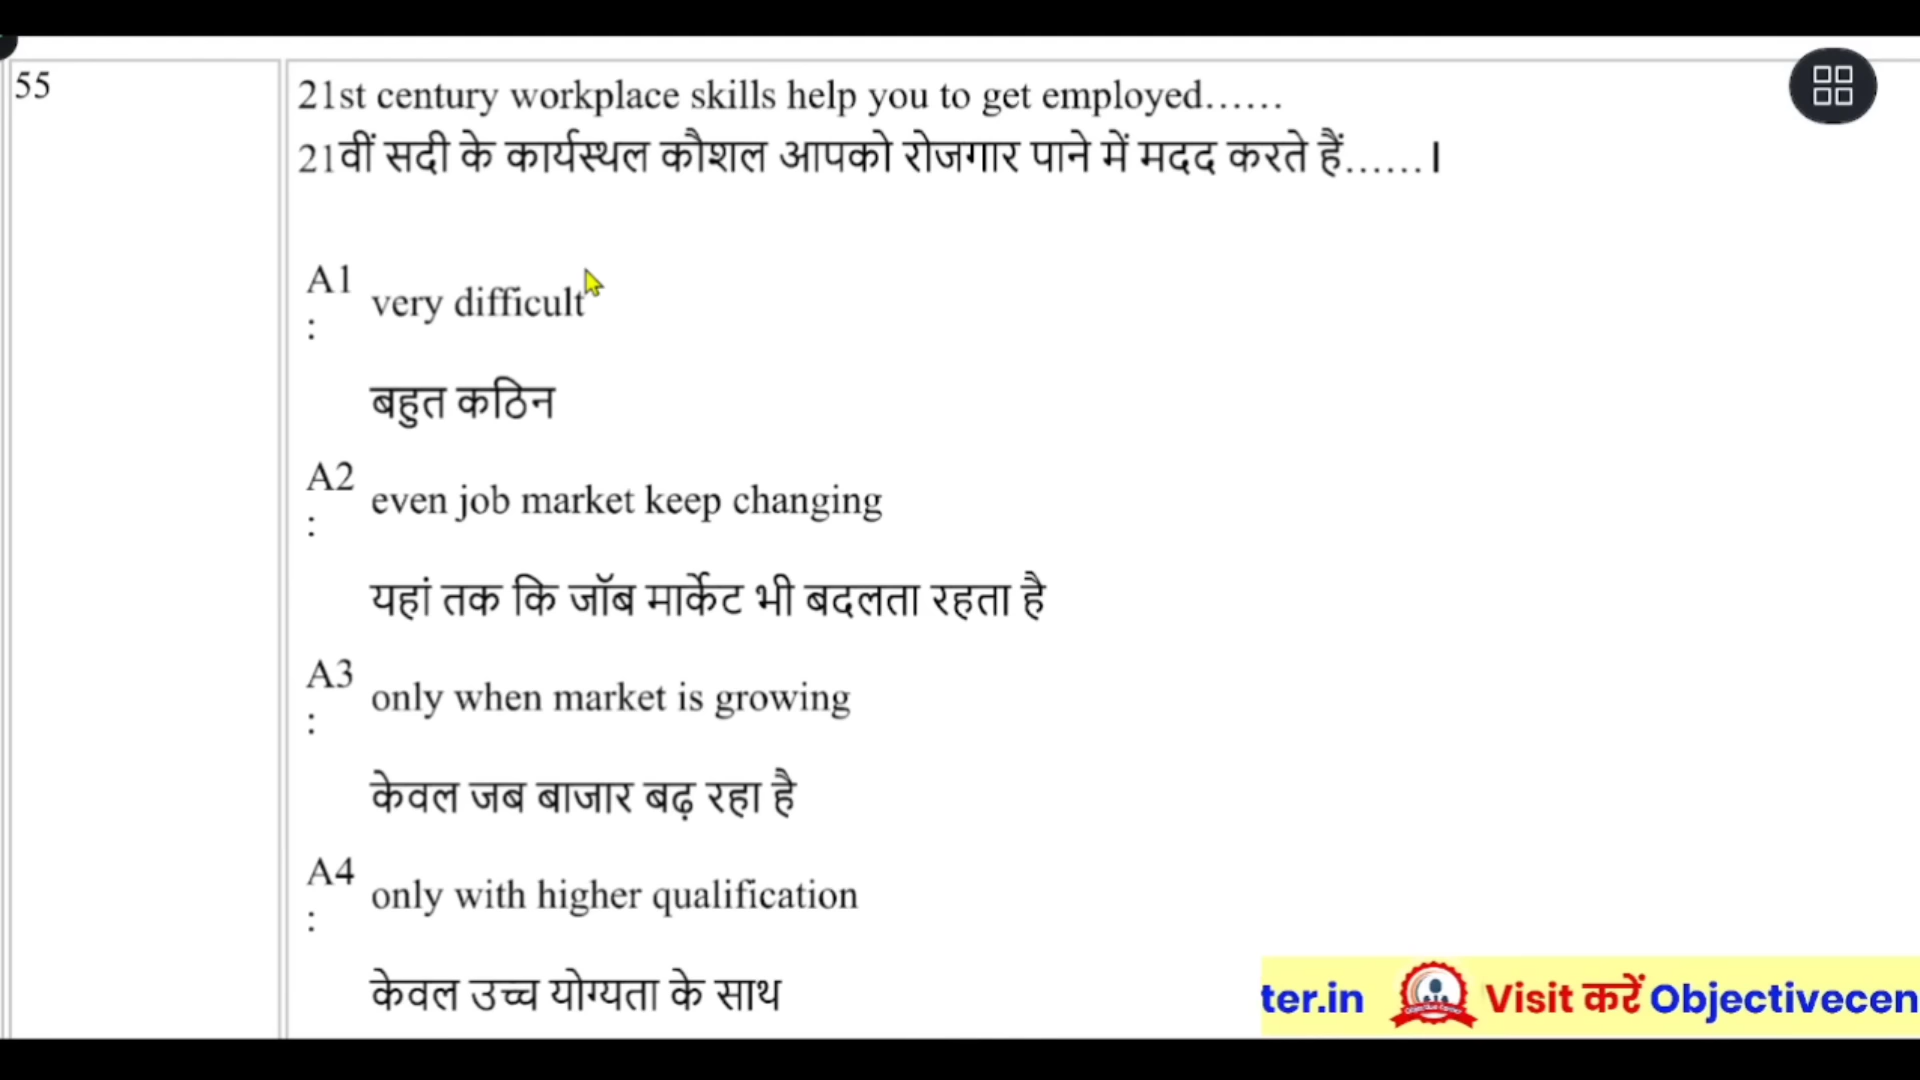 55
21st century workplace skills help you to get employed......
21वीं सदी के कार्यस्थल कौशल आपको रोजगार पाने में मदद करते हैं......।
A1
: very difficult
बहुत कठिन
A2
: even job market keep changing
यहां तक कि जॉब मार्केट भी बदलता रहता है
A3
: only when market is growing
केवल जब बाजार बढ़ रहा है
A4
: only with higher qualification
केवल उच्च योग्यता के साथ
ter.in Visit करें Objectivecen